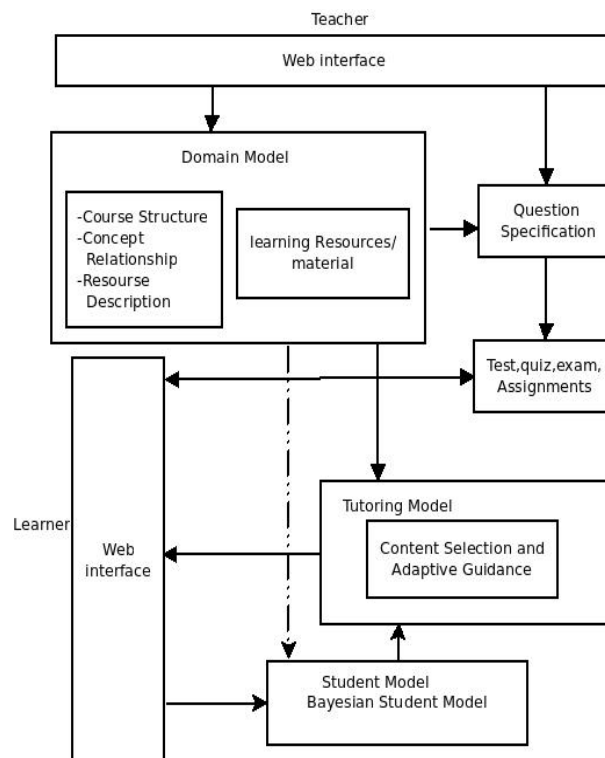 Teacher
Web interface
Domain Model
-Course Structure
-Concept
Relationship
-Resourse
Description
learning Resources/
material
Question
Specification
Test,quiz,exam,
Assignments
Learner
Web
interface
Tutoring Model
Content Selection and
Adaptive Guidance
Student Model
Bayesian Student Model